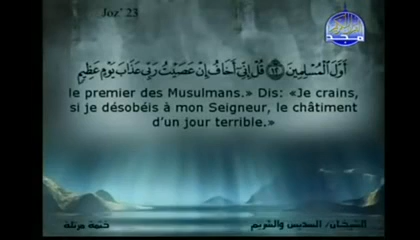 Joz' 23
المجد
أَوَّلَ الْمُسْلِمِينَ ﴿١٢﴾ قُلْ إِنِّي أَخَافُ إِنْ عَصَيْتُ رَبِّي عَذَابَ يَوْمٍ عَظِيمٍ
le premier des Musulmans.» Dis: «Je crains,
si je désobéis à mon Seigneur, le châtiment
d'un jour terrible.»
ختمة مرتلة
الشيخان/ السديس والشريم